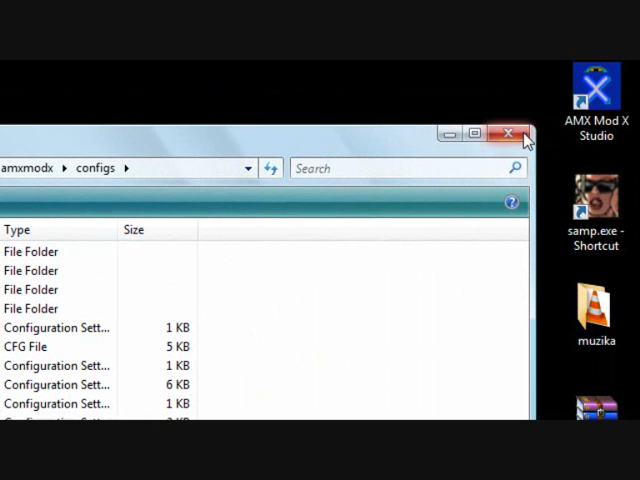 AMX Mod X
Studio
amxmodx
configs
Search
Type
Size
File Folder
File Folder
File Folder
File Folder
Configuration Sett...
1 KB
CFG File
5 KB
Configuration Sett...
1 KB
Configuration Sett...
6 KB
Configuration Sett...
1 KB
samp.exe -
Shortcut
muzika